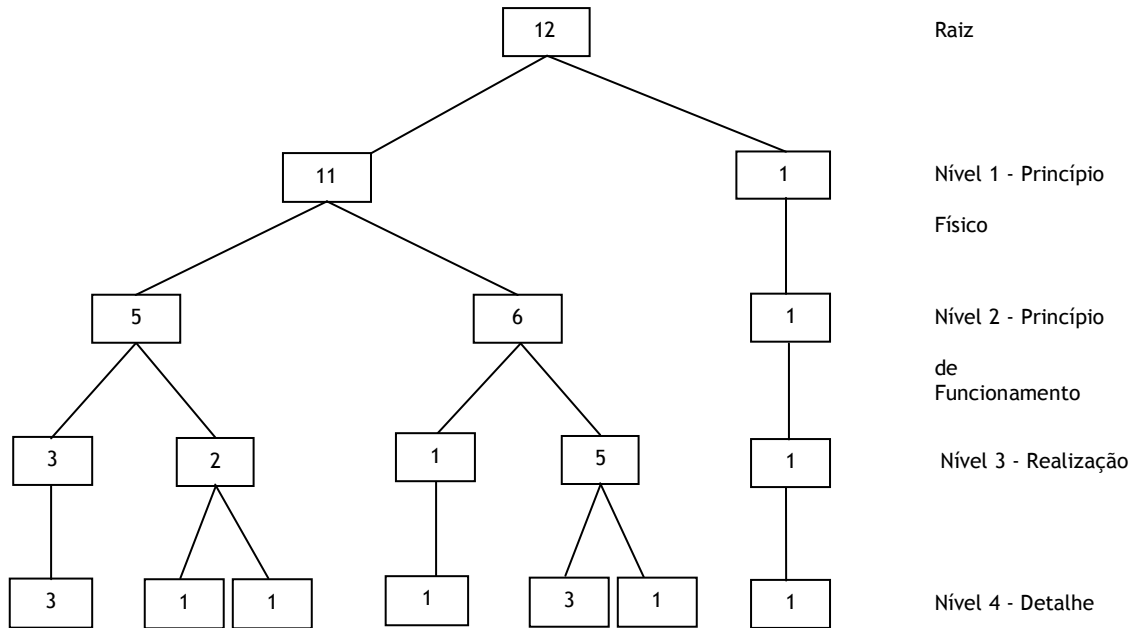 12 Raiz
11 1 Nível 1 - Princípio
Físico
5 6 1 Nível 2 - Princípio
de
Funcionamento
3 2 1 5 1 Nível 3 - Realização
3 1 1 1 3 1 1 Nível 4 - Detalhe